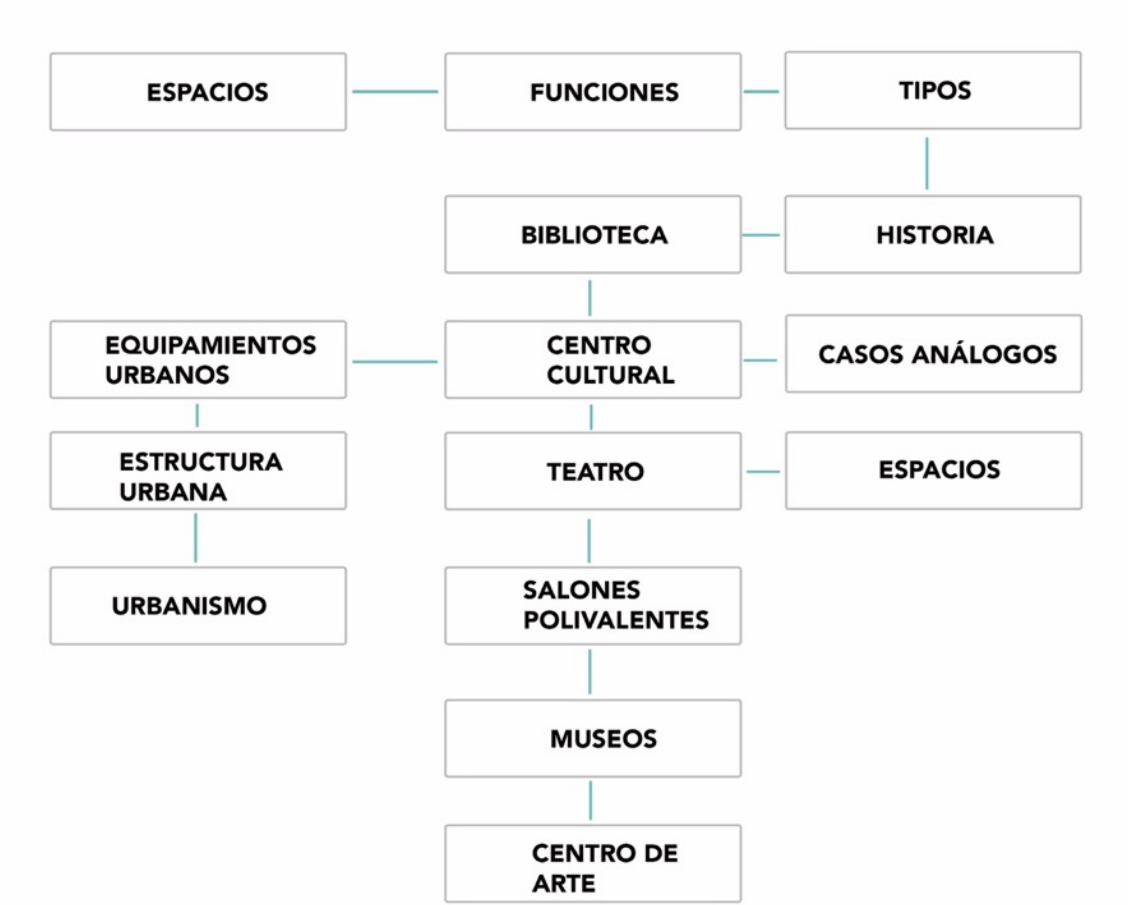 ESPACIOS
FUNCIONES
TIPOS
BIBLIOTECA
HISTORIA
EQUIPAMIENTOS
URBANOS
CENTRO
CULTURAL
CASOS ANÁLOGOS
ESTRUCTURA
URBANA
TEATRO
ESPACIOS
URBANISMO
SALONES
POLIVALENTES
MUSEOS
CENTRO DE
ARTE